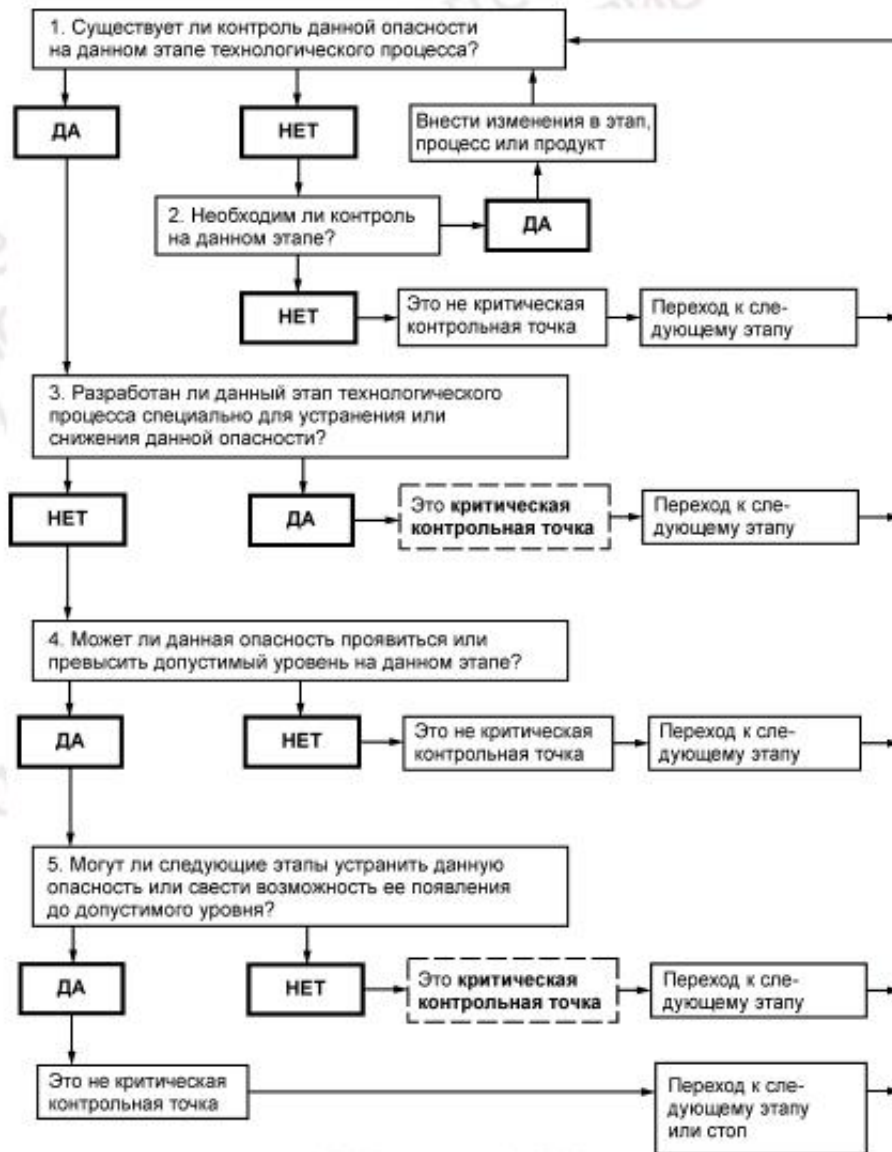 1. Существует ли контроль данной опасности
на данном этапе технологического процесса?
ДА
НЕТ
Внести изменения в этап,
процесс или продукт
2. Необходим ли контроль
на данном этапе?
ДА
НЕТ
Это не критическая
контрольная точка
Переход к сле-
дующему этапу
3. Разработан ли данный этап технологического
процесса специально для устранения или
снижения данной опасности?
НЕТ
ДА
Это критическая
контрольная точка
Переход к сле-
дующему этапу
4. Может ли данная опасность проявиться или
превысить допустимый уровень на данном этапе?
ДА
НЕТ
Это не критическая
контрольная точка
Переход к сле-
дующему этапу
5. Могут ли следующие этапы устранить данную
опасность или свести возможность ее появления
до допустимого уровня?
ДА
НЕТ
Это критическая
контрольная точка
Переход к сле-
дующему этапу
Это не критическая
контрольная точка
Переход к сле-
дующему этапу
или стоп